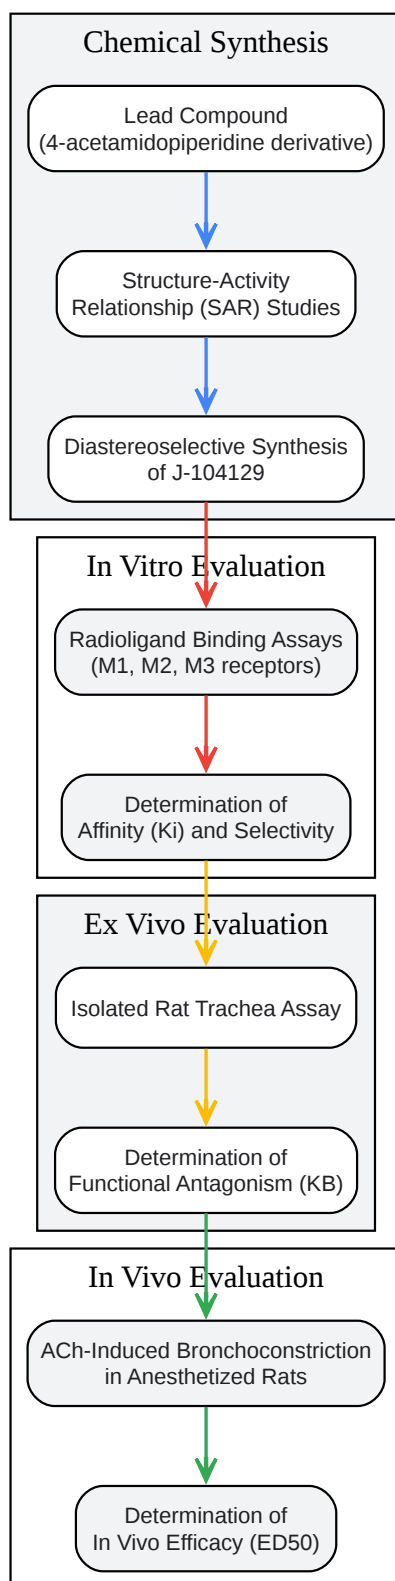 Chemical Synthesis
Lead Compound
(4-acetamidopiperidine derivative)
Structure-Activity
Relationship (SAR) Studies
Diastereoselective Synthesis
of J-104129
In Vitro Evaluation
Radioligand Binding Assays
(M1, M2, M3 receptors)
Determination of
Affinity (Ki) and Selectivity
Ex Vivo Evaluation
Isolated Rat Trachea Assay
Determination of
Functional Antagonism (KB)
In Vivo Evaluation
ACh-Induced Bronchoconstriction
in Anesthetized Rats
Determination of
In Vivo Efficacy (ED50)